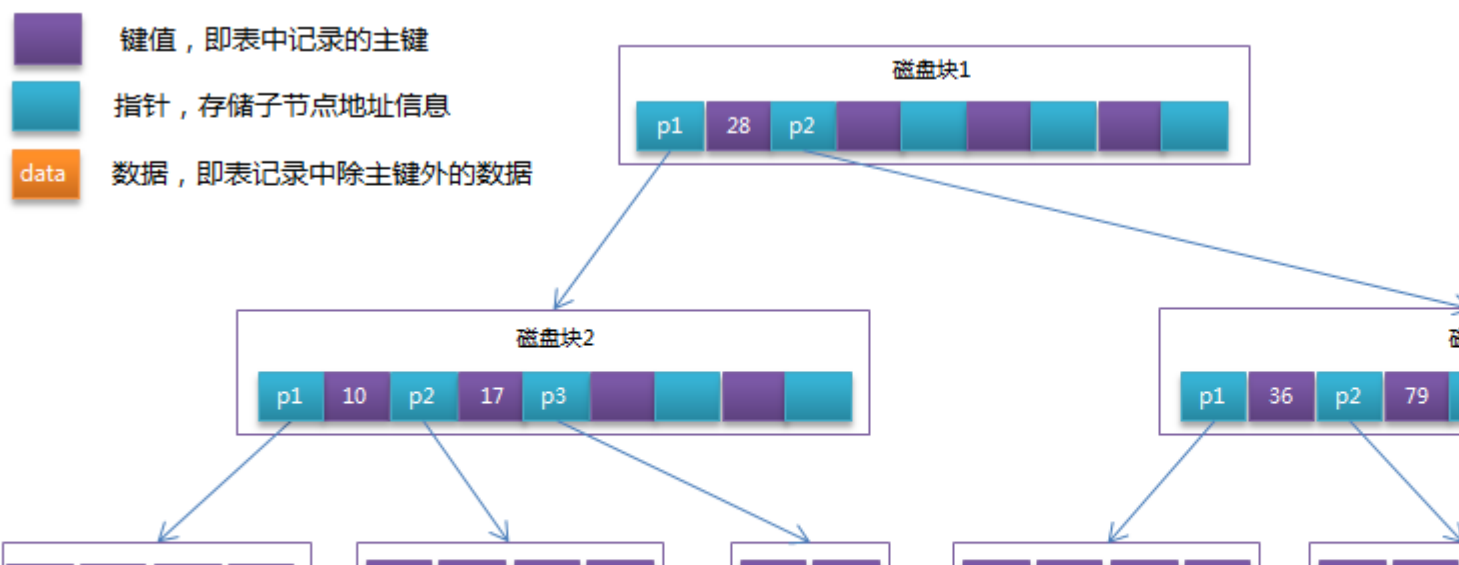 键值，即表中记录的主键
指针，存储子节点地址信息
data 数据，即表记录中除主键外的数据
磁盘块1
p1 28 p2
磁盘块2
p1 10 p2 17 p3
p1 36 p2 79